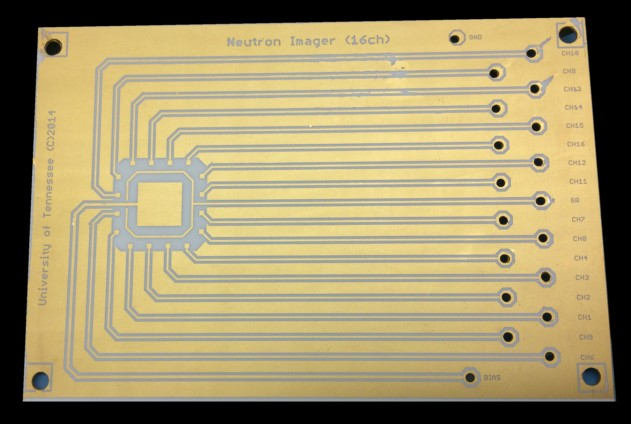 Neutron Imager (16ch)
GND
University of Tennessee (C)2014
CH10
CH9
CH13
CH14
CH15
CH16
CH12
CH11
GR
CH7
CH8
CH4
CH3
CH2
CH1
CH5
CH6
BIAS